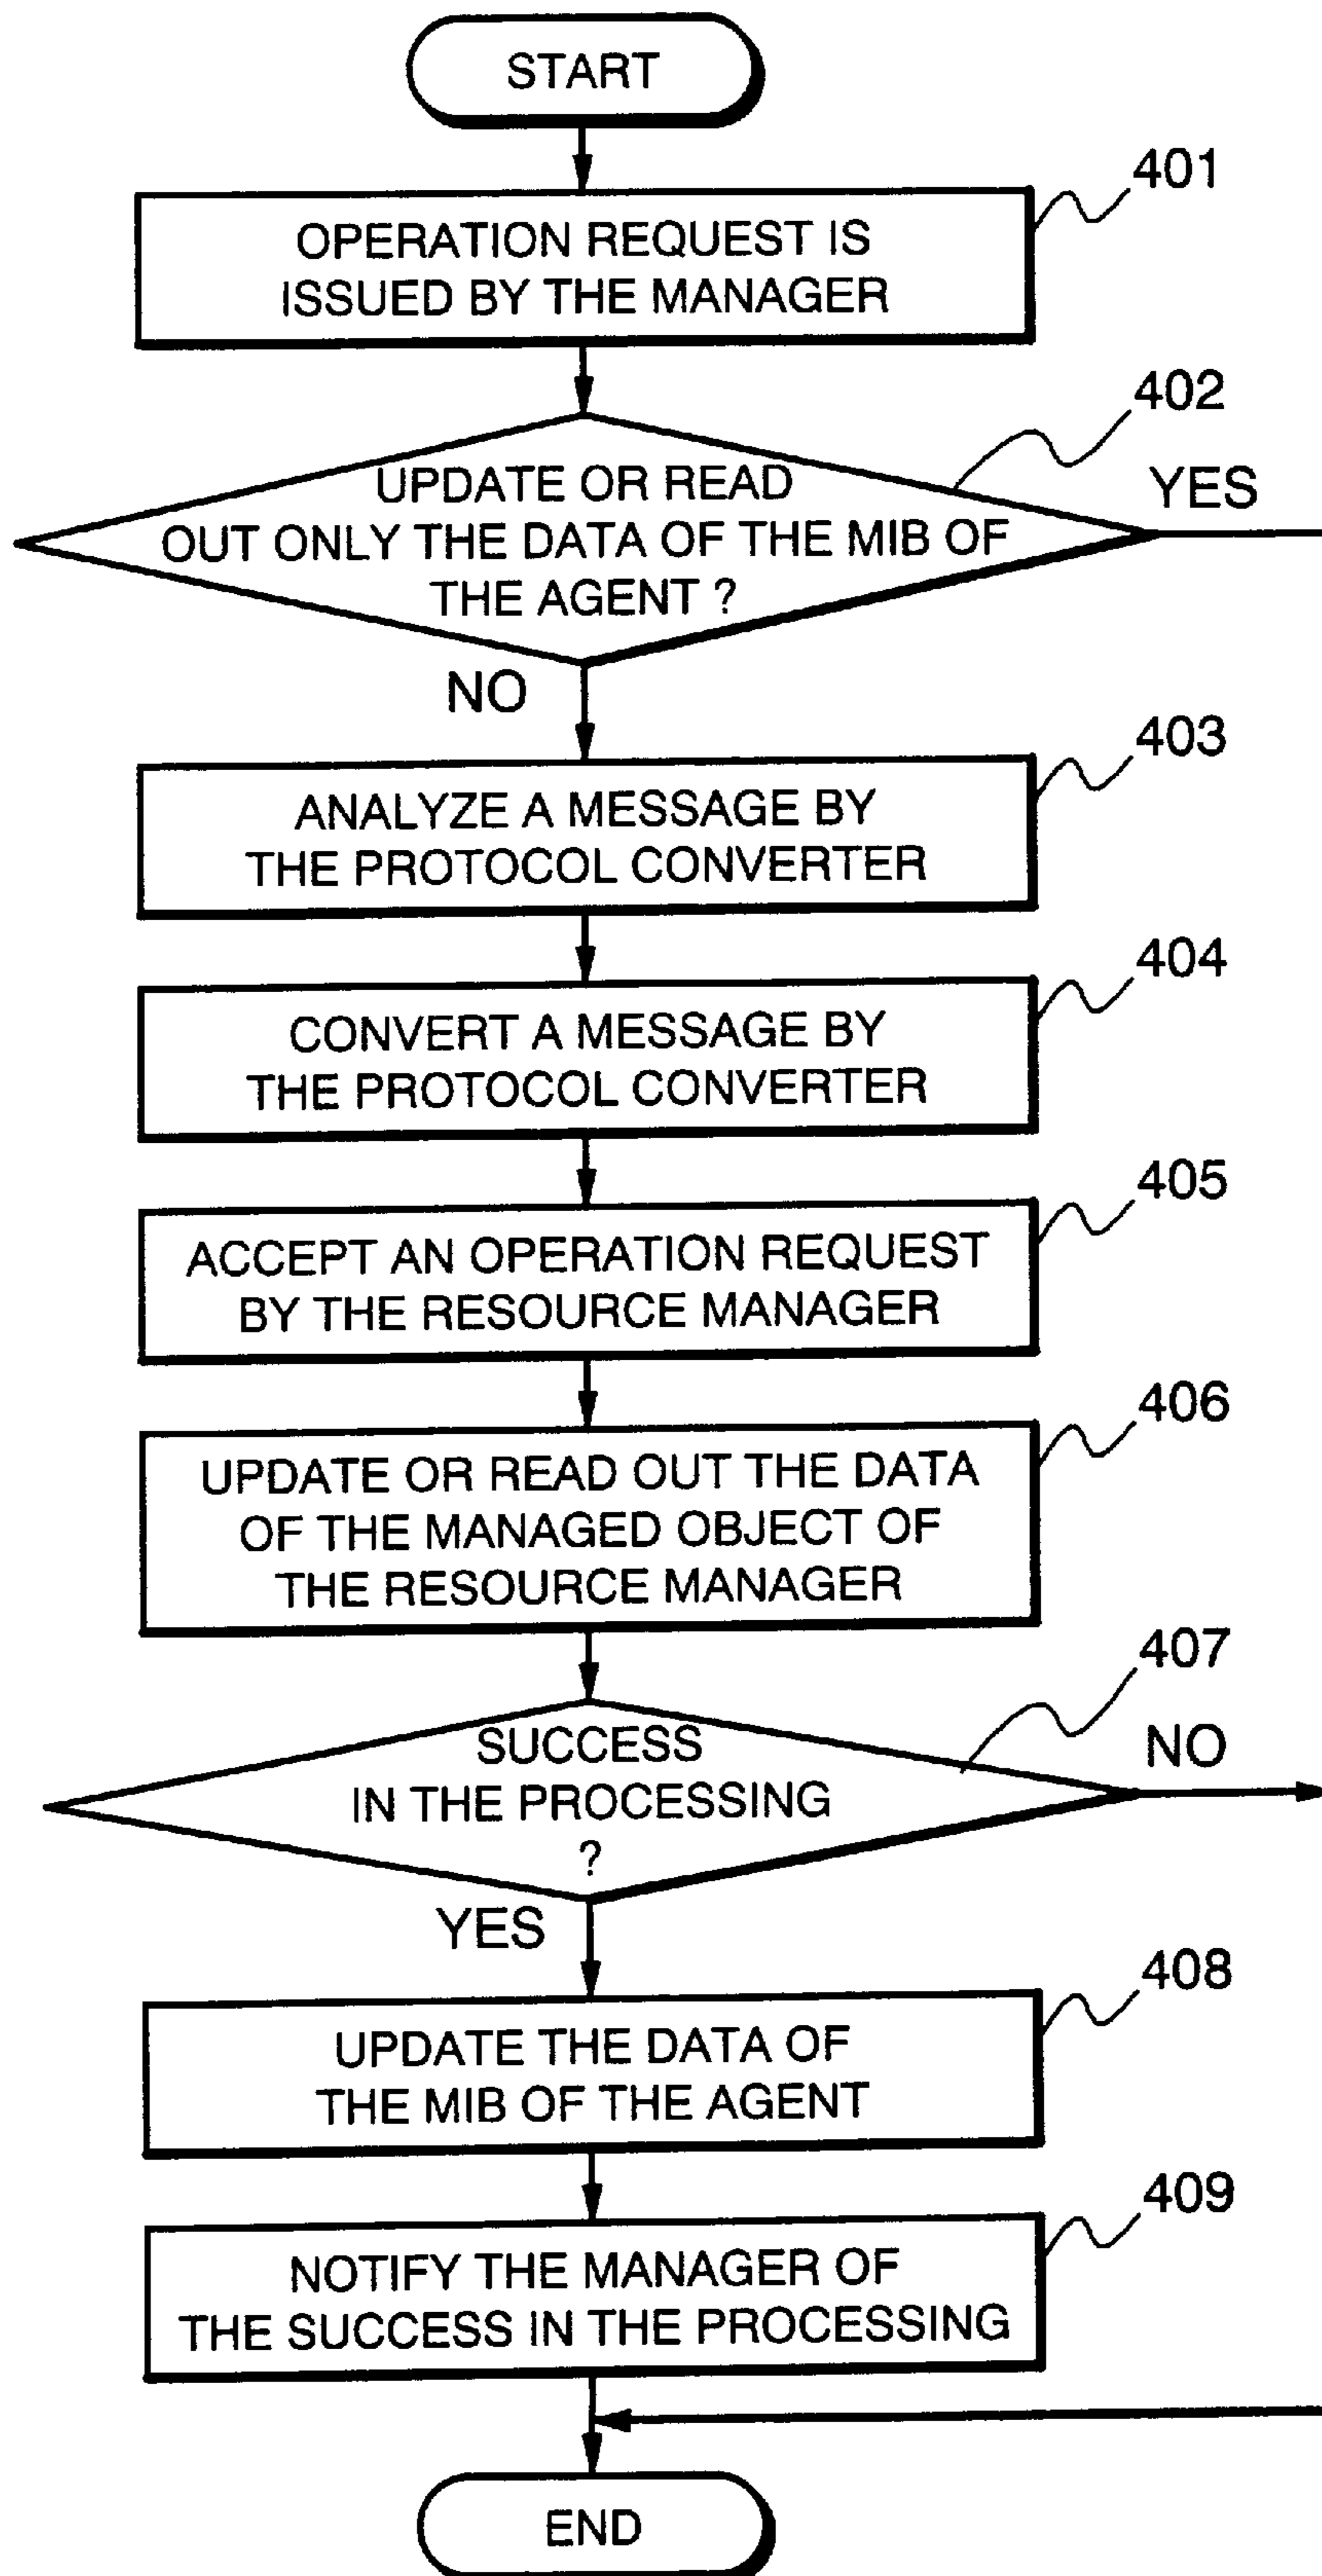 START
401
OPERATION REQUEST IS
ISSUED BY THE MANAGER
402
UPDATE OR READ
OUT ONLY THE DATA OF THE MIB OF
THE AGENT ?
YES
NO
403
ANALYZE A MESSAGE BY
THE PROTOCOL CONVERTER
404
CONVERT A MESSAGE BY
THE PROTOCOL CONVERTER
405
ACCEPT AN OPERATION REQUEST
BY THE RESOURCE MANAGER
406
UPDATE OR READ OUT THE DATA
OF THE MANAGED OBJECT OF
THE RESOURCE MANAGER
407
SUCCESS
IN THE PROCESSING
?
NO
YES
408
UPDATE THE DATA OF
THE MIB OF THE AGENT
409
NOTIFY THE MANAGER OF
THE SUCCESS IN THE PROCESSING
END